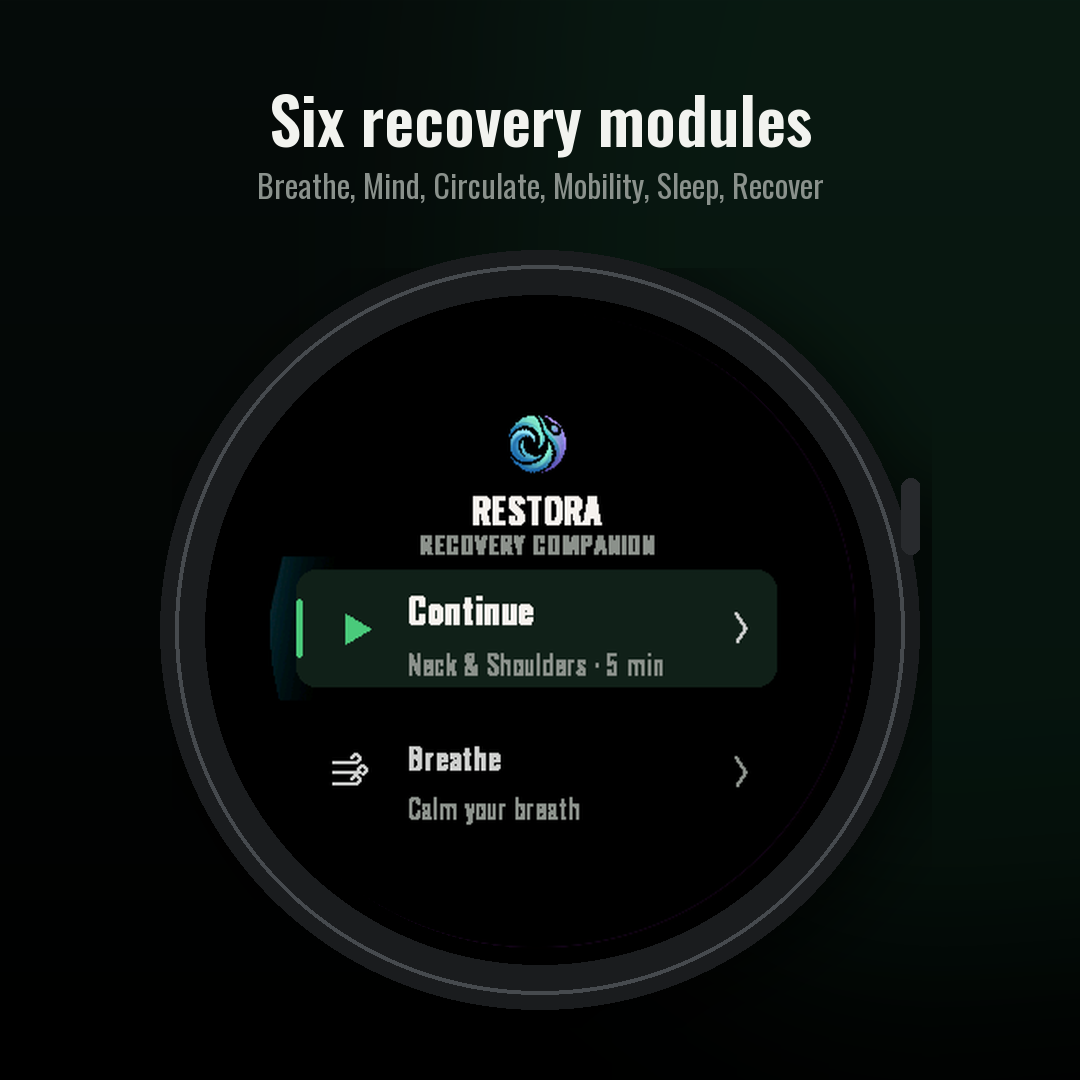 Six recovery modules
Breathe, Mind, Circulate, Mobility, Sleep, Recover
RESTORA
RECOVERY COMPANION
Continue
Neck & Shoulders · 5 min
Breathe
Calm your breath